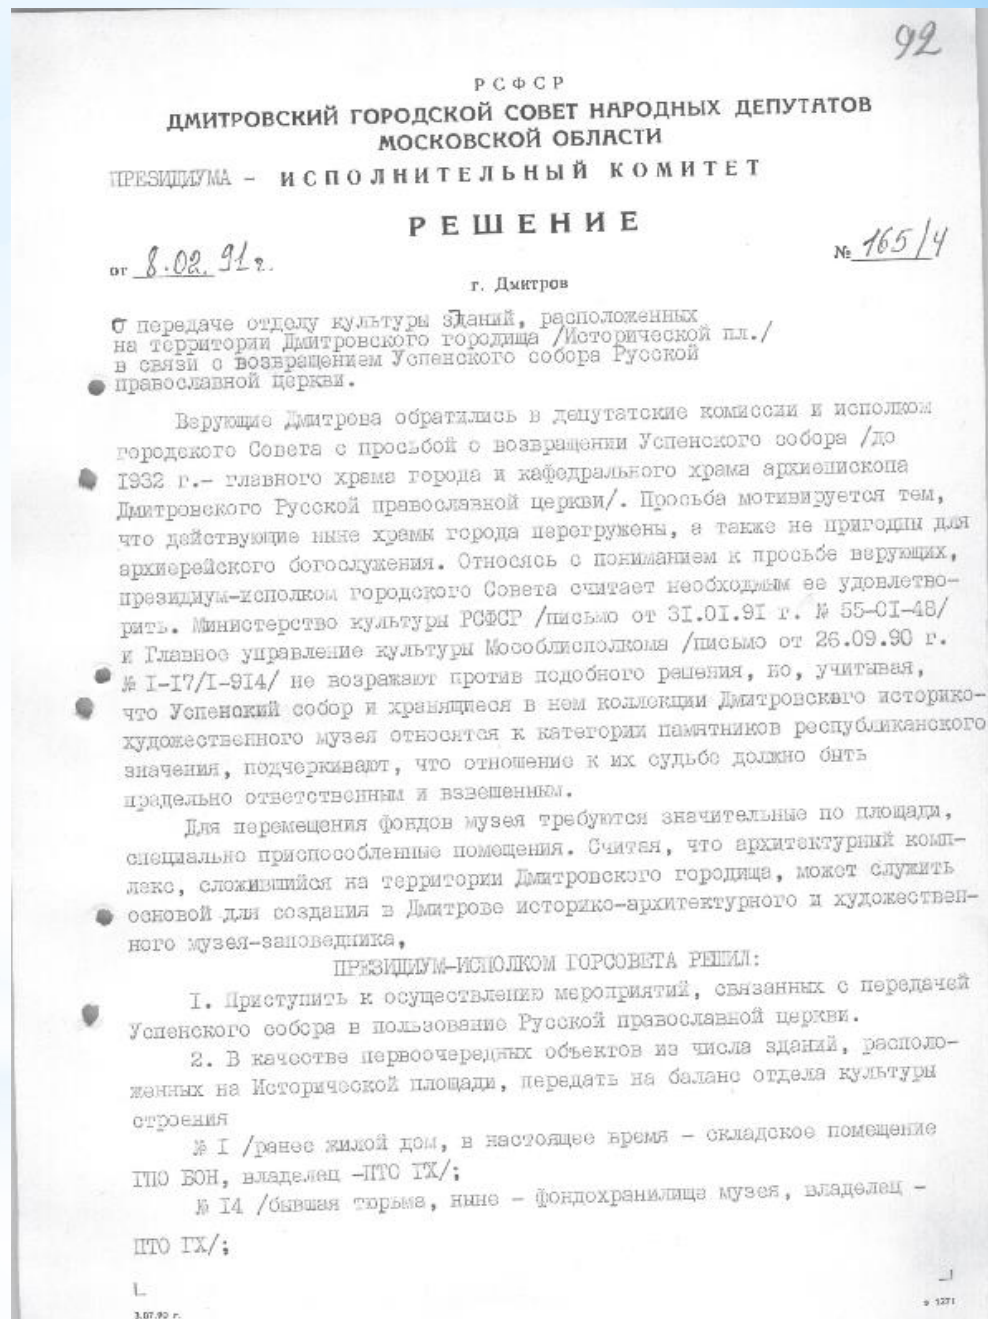 92
РСФСР
ДМИТРОВСКИЙ ГОРОДСКОЙ СОВЕТ НАРОДНЫХ ДЕПУТАТОВ
МОСКОВСКОЙ ОБЛАСТИ
ПРЕЗИДИУМА - ИСПОЛНИТЕЛЬНЫЙ КОМИТЕТ
РЕШЕНИЕ
от 8.02.91г. № 165/4
г. Дмитров
О передаче отделу культуры зданий, расположенных
на территории Дмитровского городища /Исторической пл./
в связи с возвращением Успенского собора Русской
православной церкви.
Верующие Дмитрова обратились в депутатские комиссии и исполком
городского Совета с просьбой о возвращении Успенского собора /до
1932 г.- главного храма города и кафедрального храма архиепископа
Дмитровского Русской православной церкви/. Просьба мотивируется тем,
что действующие ныне храмы города перегружены, а также не пригодны для
архиерейского богослужения. Относясь с пониманием к просьбе верующих,
президиум-исполком городского Совета считает необходимым ее удовлетво-
рить. Министерство культуры РСФСР /письмо от 31.01.91 г. № 55-01-48/
и Главное управление культуры Мособлисполкома /письмо от 26.09.90 г.
№ I-17/I-914/ не возражают против подобного решения, но, учитывая,
что Успенский собор и хранящиеся в нем коллекции Дмитровского историко-
художественного музея относятся к категории памятников республиканского
значения, подчеркивают, что отношение к их судьбе должно быть
предельно ответственным и взвешенным.
Для перемещения фондов музея требуются значительные по площади,
специально приспособленные помещения. Считая, что архитектурный комп-
лекс, сложившийся на территории Дмитровского городища, может служить
основой для создания в Дмитрове историко-архитектурного и художествен-
ного музея-заповедника,
ПРЕЗИДИУМ-ИСПОЛКОМ ГОРСОВЕТА РЕШИЛ:
I. Приступить к осуществлению мероприятий, связанных с передачей
Успенского собора в пользование Русской православной церкви.
2. В качестве первоочередных объектов из числа зданий, располо-
женных на Исторической площади, передать на баланс отдела культуры
строения
№ I /ранее жилой дом, в настоящее время - складское помещение
ГПО БОН, владелец -ПТО ГХ/;
№ I4 /бывшая тюрьма, ныне - фондохранилище музея, владелец -
ПТО ГХ/;
3.07.90 г.
9 1271